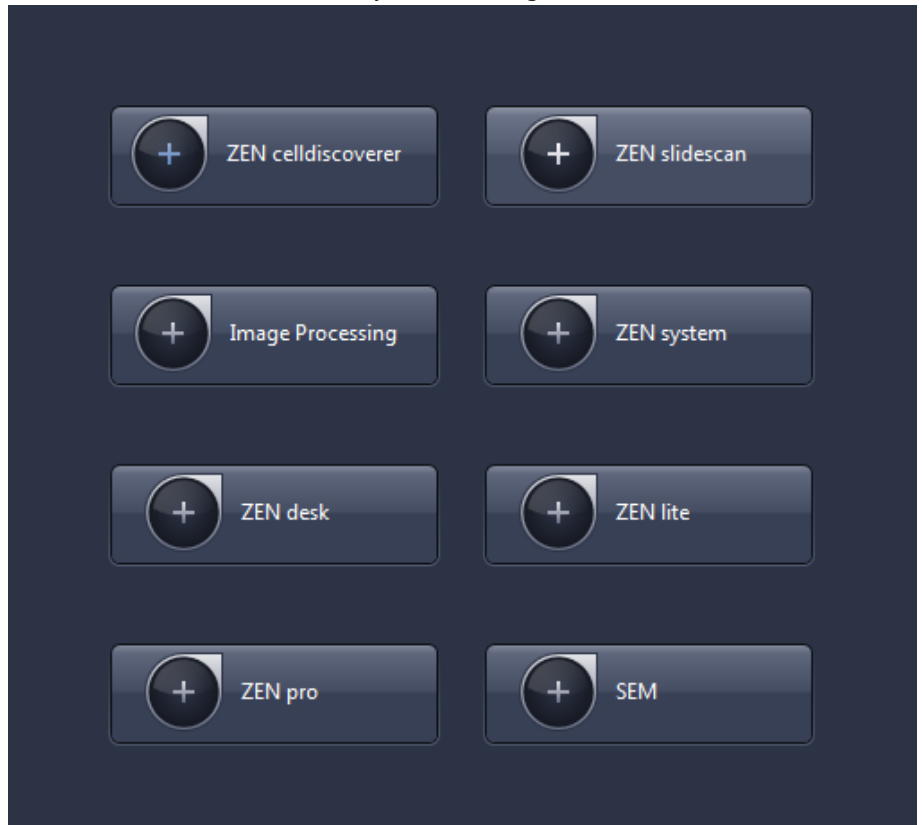 ZEN celldiscoverer
ZEN slidescan
Image Processing
ZEN system
ZEN desk
ZEN lite
ZEN pro
SEM